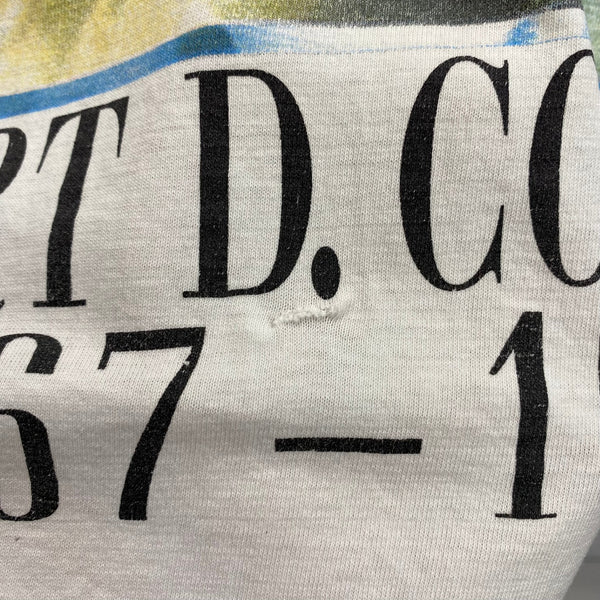 RT D. CO
67 – 1